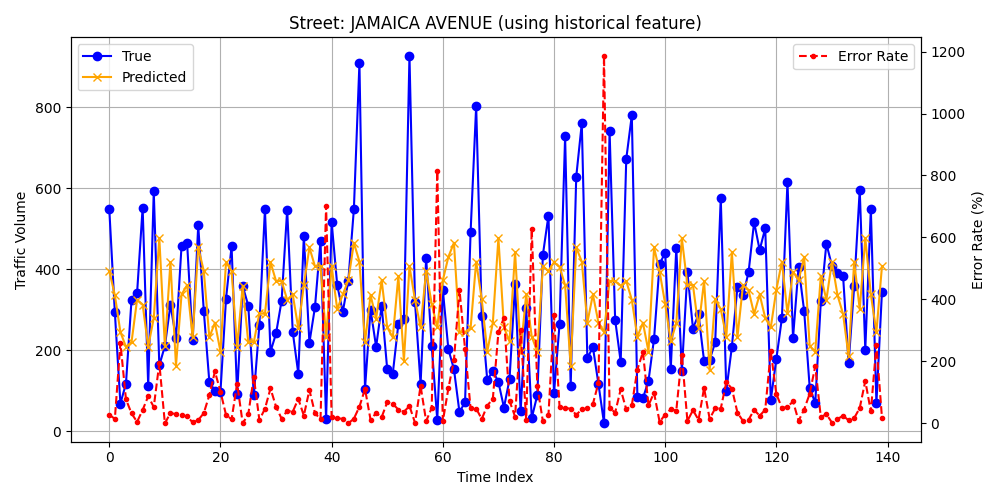 Street: JAMAICA AVENUE (using historical feature)
True
Predicted
Error Rate
Traffic Volume
0
200
400
600
800
Error Rate (%)
0
200
400
600
800
1000
1200
0 20 40 60 80 100 120 140
Time Index